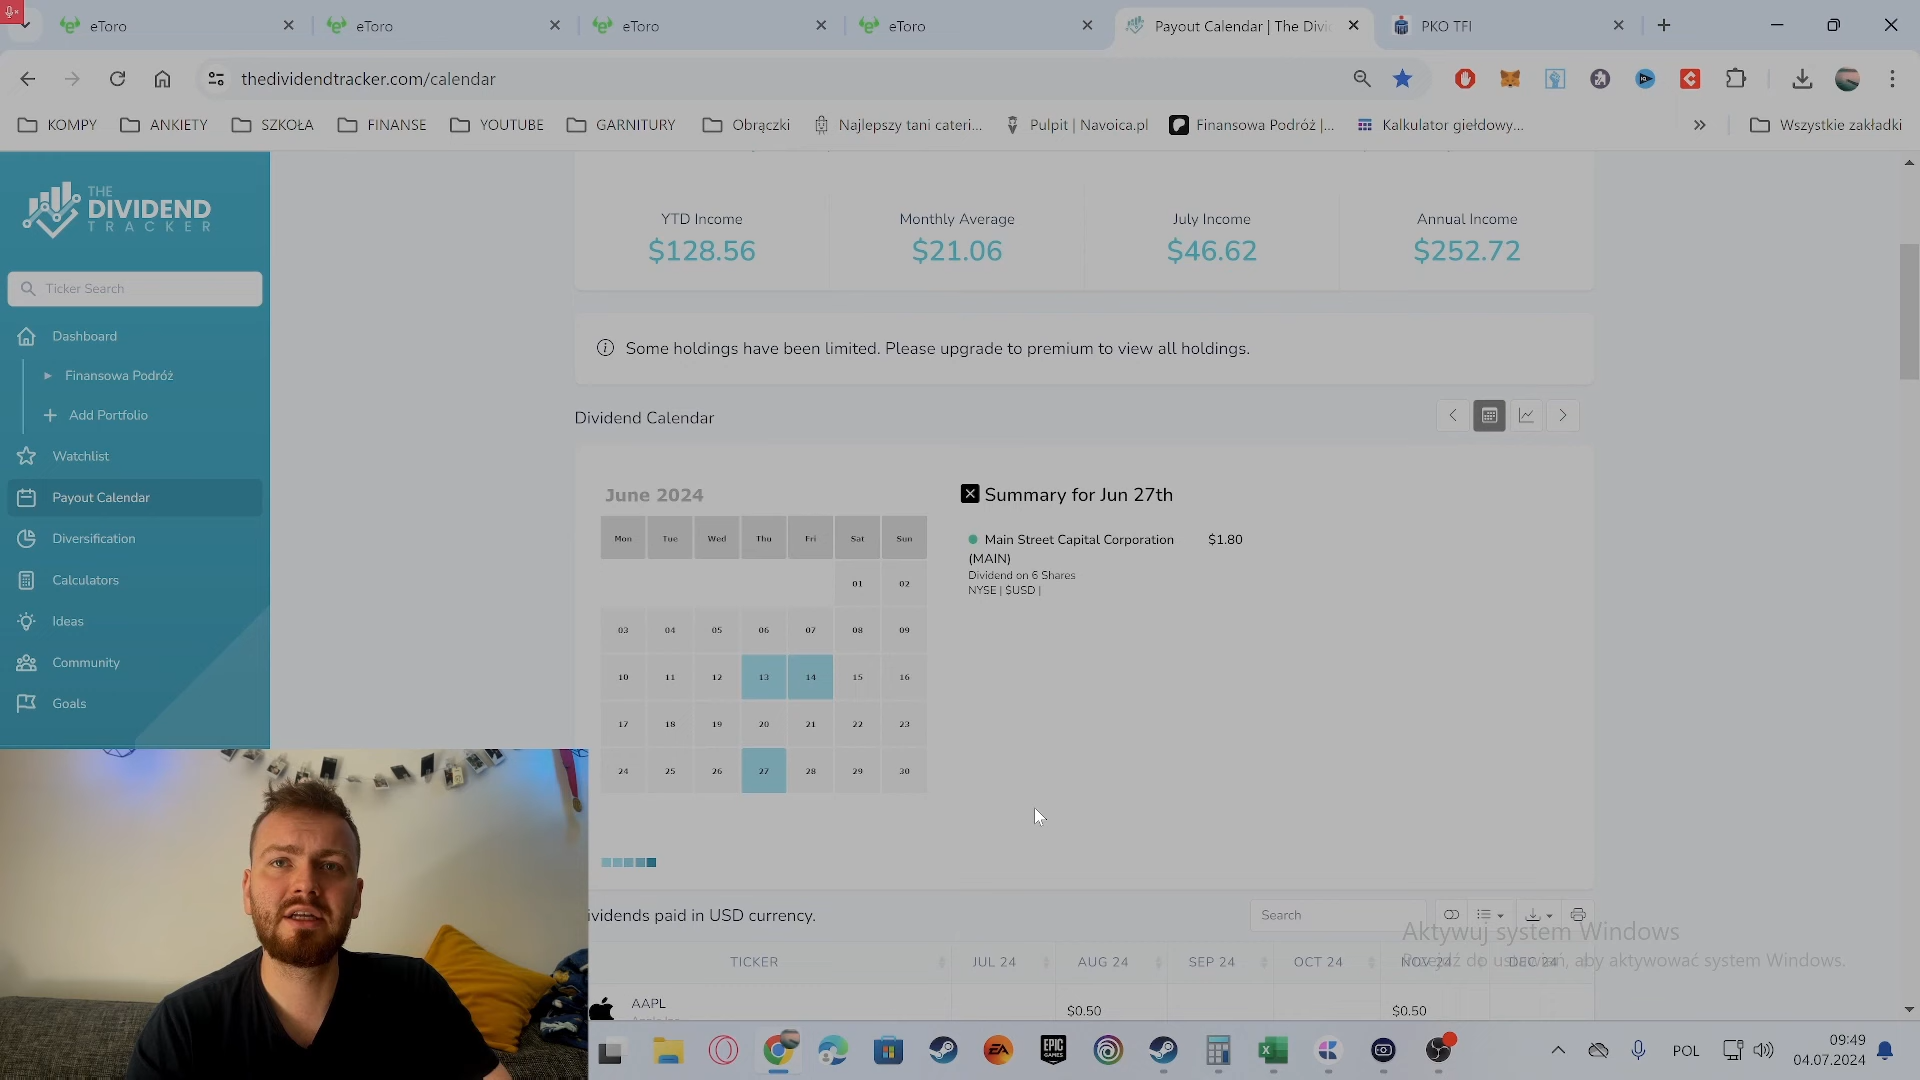 eToro
eToro
eToro
eToro
Payout Calendar | The Divi
PKO TFI
thedividendtracker.com/calendar
KOMPY
ANKIETY
SZKOŁA
FINANSE
YOUTUBE
GARNITURY
Obrączki
Najlepszy tani cateri...
Pulpit | Navoica.pl
Finansowa Podróż |...
Kalkulator giełdowy...
Wszystkie zakładki
THE
DIVIDEND
TRACKER
Ticker Search
Dashboard
Finansowa Podróż
Add Portfolio
Watchlist
Payout Calendar
Diversification
Calculators
Ideas
Community
Goals
YTD Income
$128.56
Monthly Average
$21.06
July Income
$46.62
Annual Income
$252.72
Some holdings have been limited. Please upgrade to premium to view all holdings.
Dividend Calendar
June 2024
Mon Tue Wed Thu Fri Sat Sun
01 02
03 04 05 06 07 08 09
10 11 12 13 14 15 16
17 18 19 20 21 22 23
24 25 26 27 28 29 30
Summary for Jun 27th
Main Street Capital Corporation $1.80
(MAIN)
Dividend on 6 Shares
NYSE | $USD |
ividends paid in USD currency.
Search
Aktywuj system Windows
Przejdź do ustawień, aby aktywować system Windows.
TICKER JUL 24 AUG 24 SEP 24 OCT 24 NOV 24 DEC 24
AAPL
$0.50 $0.50
EA
EPIC
GAMES
POL
09:49
04.07.2024